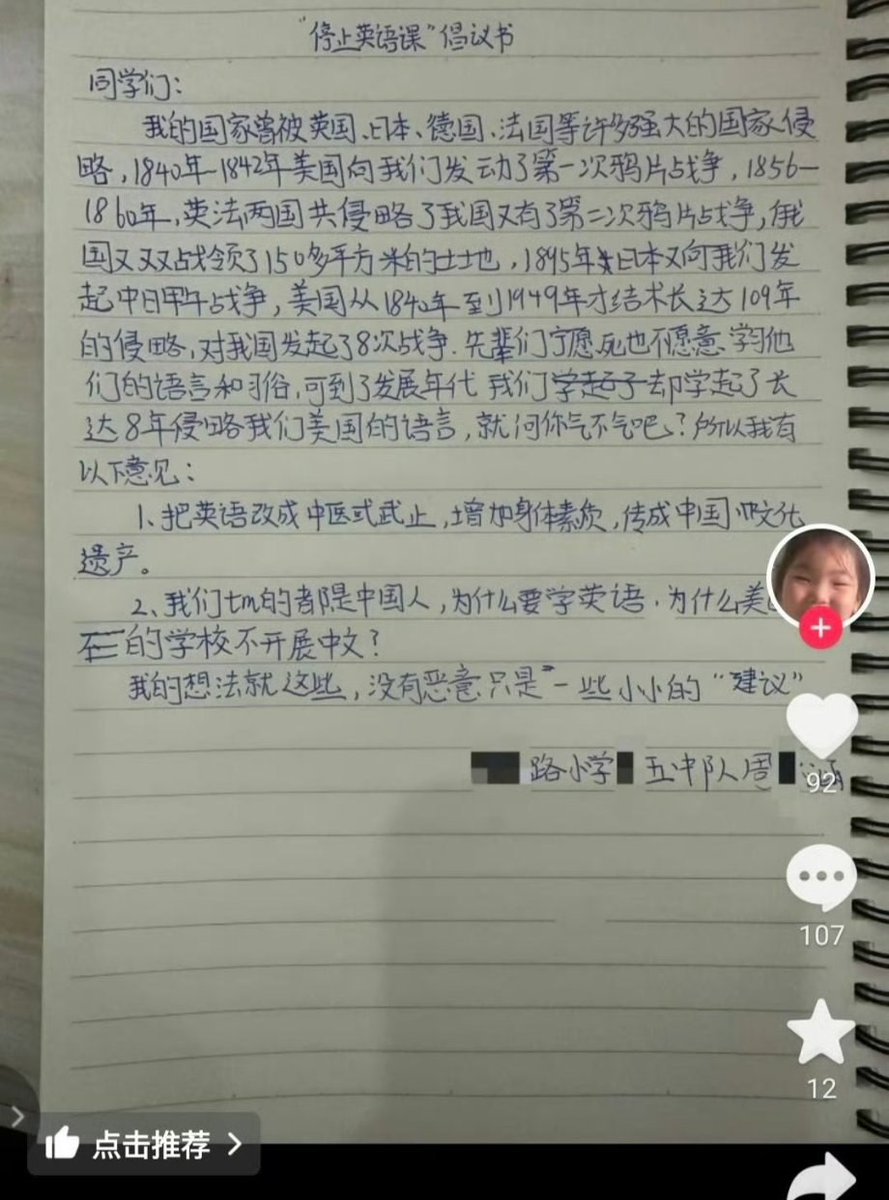 “停止英语课”倡议书
同学们：
我的国家曾被英国、日本、德国、法国等许多强大的国家侵
略，1840年-1842年美国向我们发动了第一次鸦片战争，1856—
1860年，英法两国共侵略了我国又有了第二次鸦片战争，俄
国又双战领了150多平方米的土地，1895年日本又向我们发
起中日甲午战争，美国从1840年到1949年才结术长达109年
的侵略，对我国发起了8次战争．先辈们宁愿死也不愿意学习他
们的语言和习俗，可到了发展年代 我们却学起了长
达8年侵略我们美国的语言，就问你气不气吧？所以我有
以下意见：
1、把英语改成中医或武止，增加身体素质，传成中国文化
遗产。
2、我们tm的都是中国人，为什么要学英语．为什么美
的学校不开展中文？
我的想法就这些，没有恶意只是“一些小小的“建议”
路小学 五中队周 涵
92
107
12
点击推荐